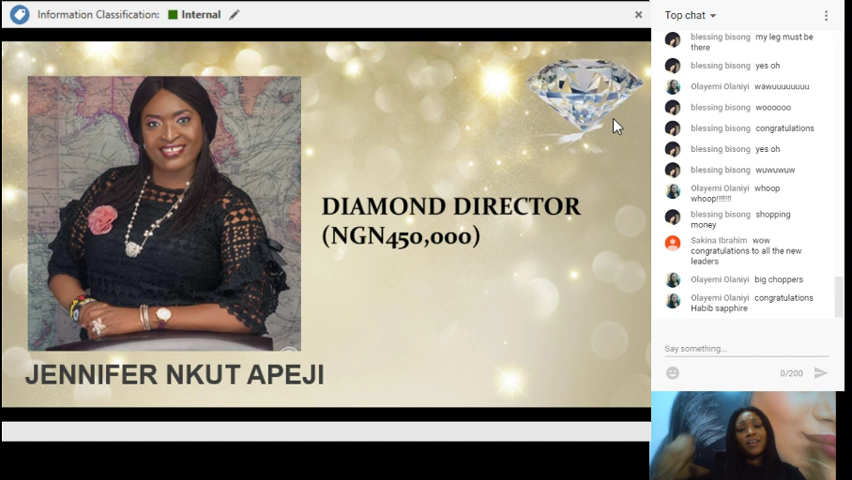 Information Classification: Internal
DIAMOND DIRECTOR
(NGN450,000)
JENNIFER NKUT APEJI
Top chat
blessing bisong my leg must be
there
blessing bisong yes oh
Olayemi Olaniyi wawuuuuuuuu
blessing bisong woooooo
blessing bisong congratulations
blessing bisong yes oh
blessing bisong wuwuwuw
Olayemi Olaniyi whoop
whoop!!!!!!!!
blessing bisong shopping
money
Sakina Ibrahim wow
congratulations to all the new
leaders
Olayemi Olaniyi big choppers
Olayemi Olaniyi congratulations
Habib sapphire
Say something...
0/200